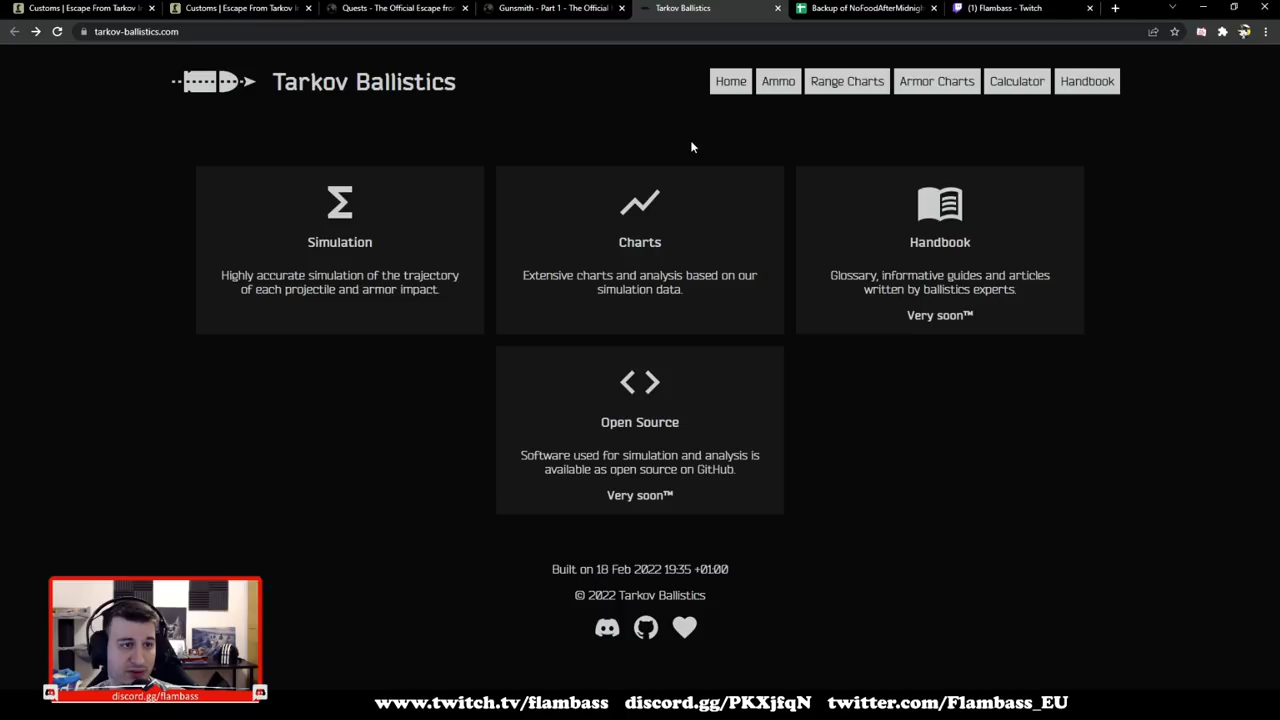 Customs | Escape From Tarkov In
Customs | Escape From Tarkov I
Quests - The Official Escape fro
Gunsmith - Part 1 - The Official
Tarkov Ballistics
Backup of NoFoodAfterMidnigh
(1) Flambass - Twitch
tarkov-ballistics.com
Tarkov Ballistics
Home
Ammo
Range Charts
Armor Charts
Calculator
Handbook
Simulation
Highly accurate simulation of the trajectory
of each projectile and armor impact.
Charts
Extensive charts and analysis based on our
simulation data.
Handbook
Glossary, informative guides and articles
written by ballistics experts.
Very soon™
Open Source
Software used for simulation and analysis is
available as open source on GitHub.
Very soon™
Built on 18 Feb 2022 19:35 +01:00
© 2022 Tarkov Ballistics
discord.gg/flambass
www.twitch.tv/flambass discord.gg/PKXjfqN twitter.com/Flambass_EU